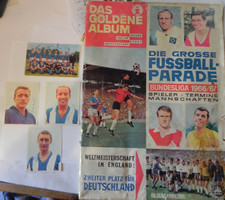 DAS
GOLDENE
ALBUM
DIE GROSSE
FUSSBALL-
PARADE
BUNDESLIGA 1966/67
SPIELER - TERMINE
MANNSCHAFTEN
WELTMEISTERSCHAFT
IN ENGLAND:
ZWEITER PLATZ FÜR
DEUTSCHLAND